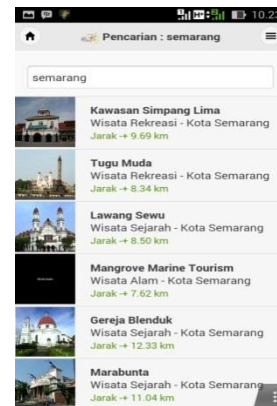 10.22
Pencarian : semarang
semarang
Kawasan Simpang Lima
Wisata Rekreasi - Kota Semarang
Jarak -+ 9.69 km
Tugu Muda
Wisata Rekreasi - Kota Semarang
Jarak -+ 8.34 km
Lawang Sewu
Wisata Sejarah - Kota Semarang
Jarak -+ 8.50 km
Mangrove Marine Tourism
Wisata Alam - Kota Semarang
Jarak -+ 7.62 km
Gereja Blenduk
Wisata Sejarah - Kota Semarang
Jarak -+ 12.33 km
Marabunta
Wisata Sejarah - Kota Semarang
Jarak -+ 11.04 km